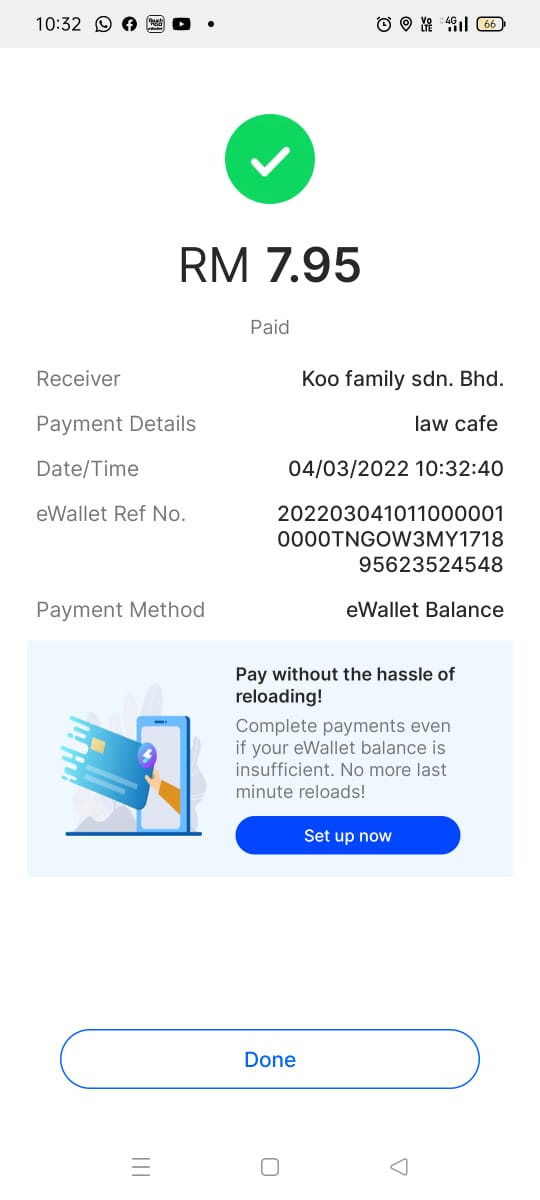 10:32
VO
LTE
4G
66
RM 7.95
Paid
Receiver Koo family sdn. Bhd.
Payment Details law cafe
Date/Time 04/03/2022 10:32:40
eWallet Ref No. 202203041011000001
0000TNGOW3MY1718
95623524548
Payment Method eWallet Balance
Pay without the hassle of
reloading!
Complete payments even
if your eWallet balance is
insufficient. No more last
minute reloads!
Set up now
Done